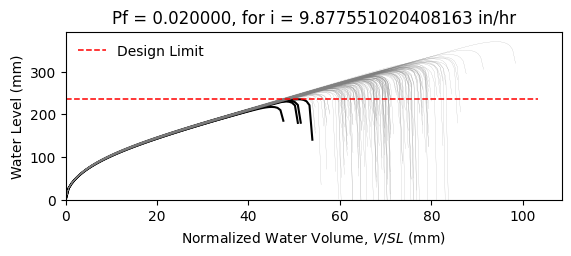 Pf = 0.020000, for i = 9.877551020408163 in/hr
Design Limit
Water Level (mm)
300
200
100
0
0 20 40 60 80 100
Normalized Water Volume, V/SL (mm)